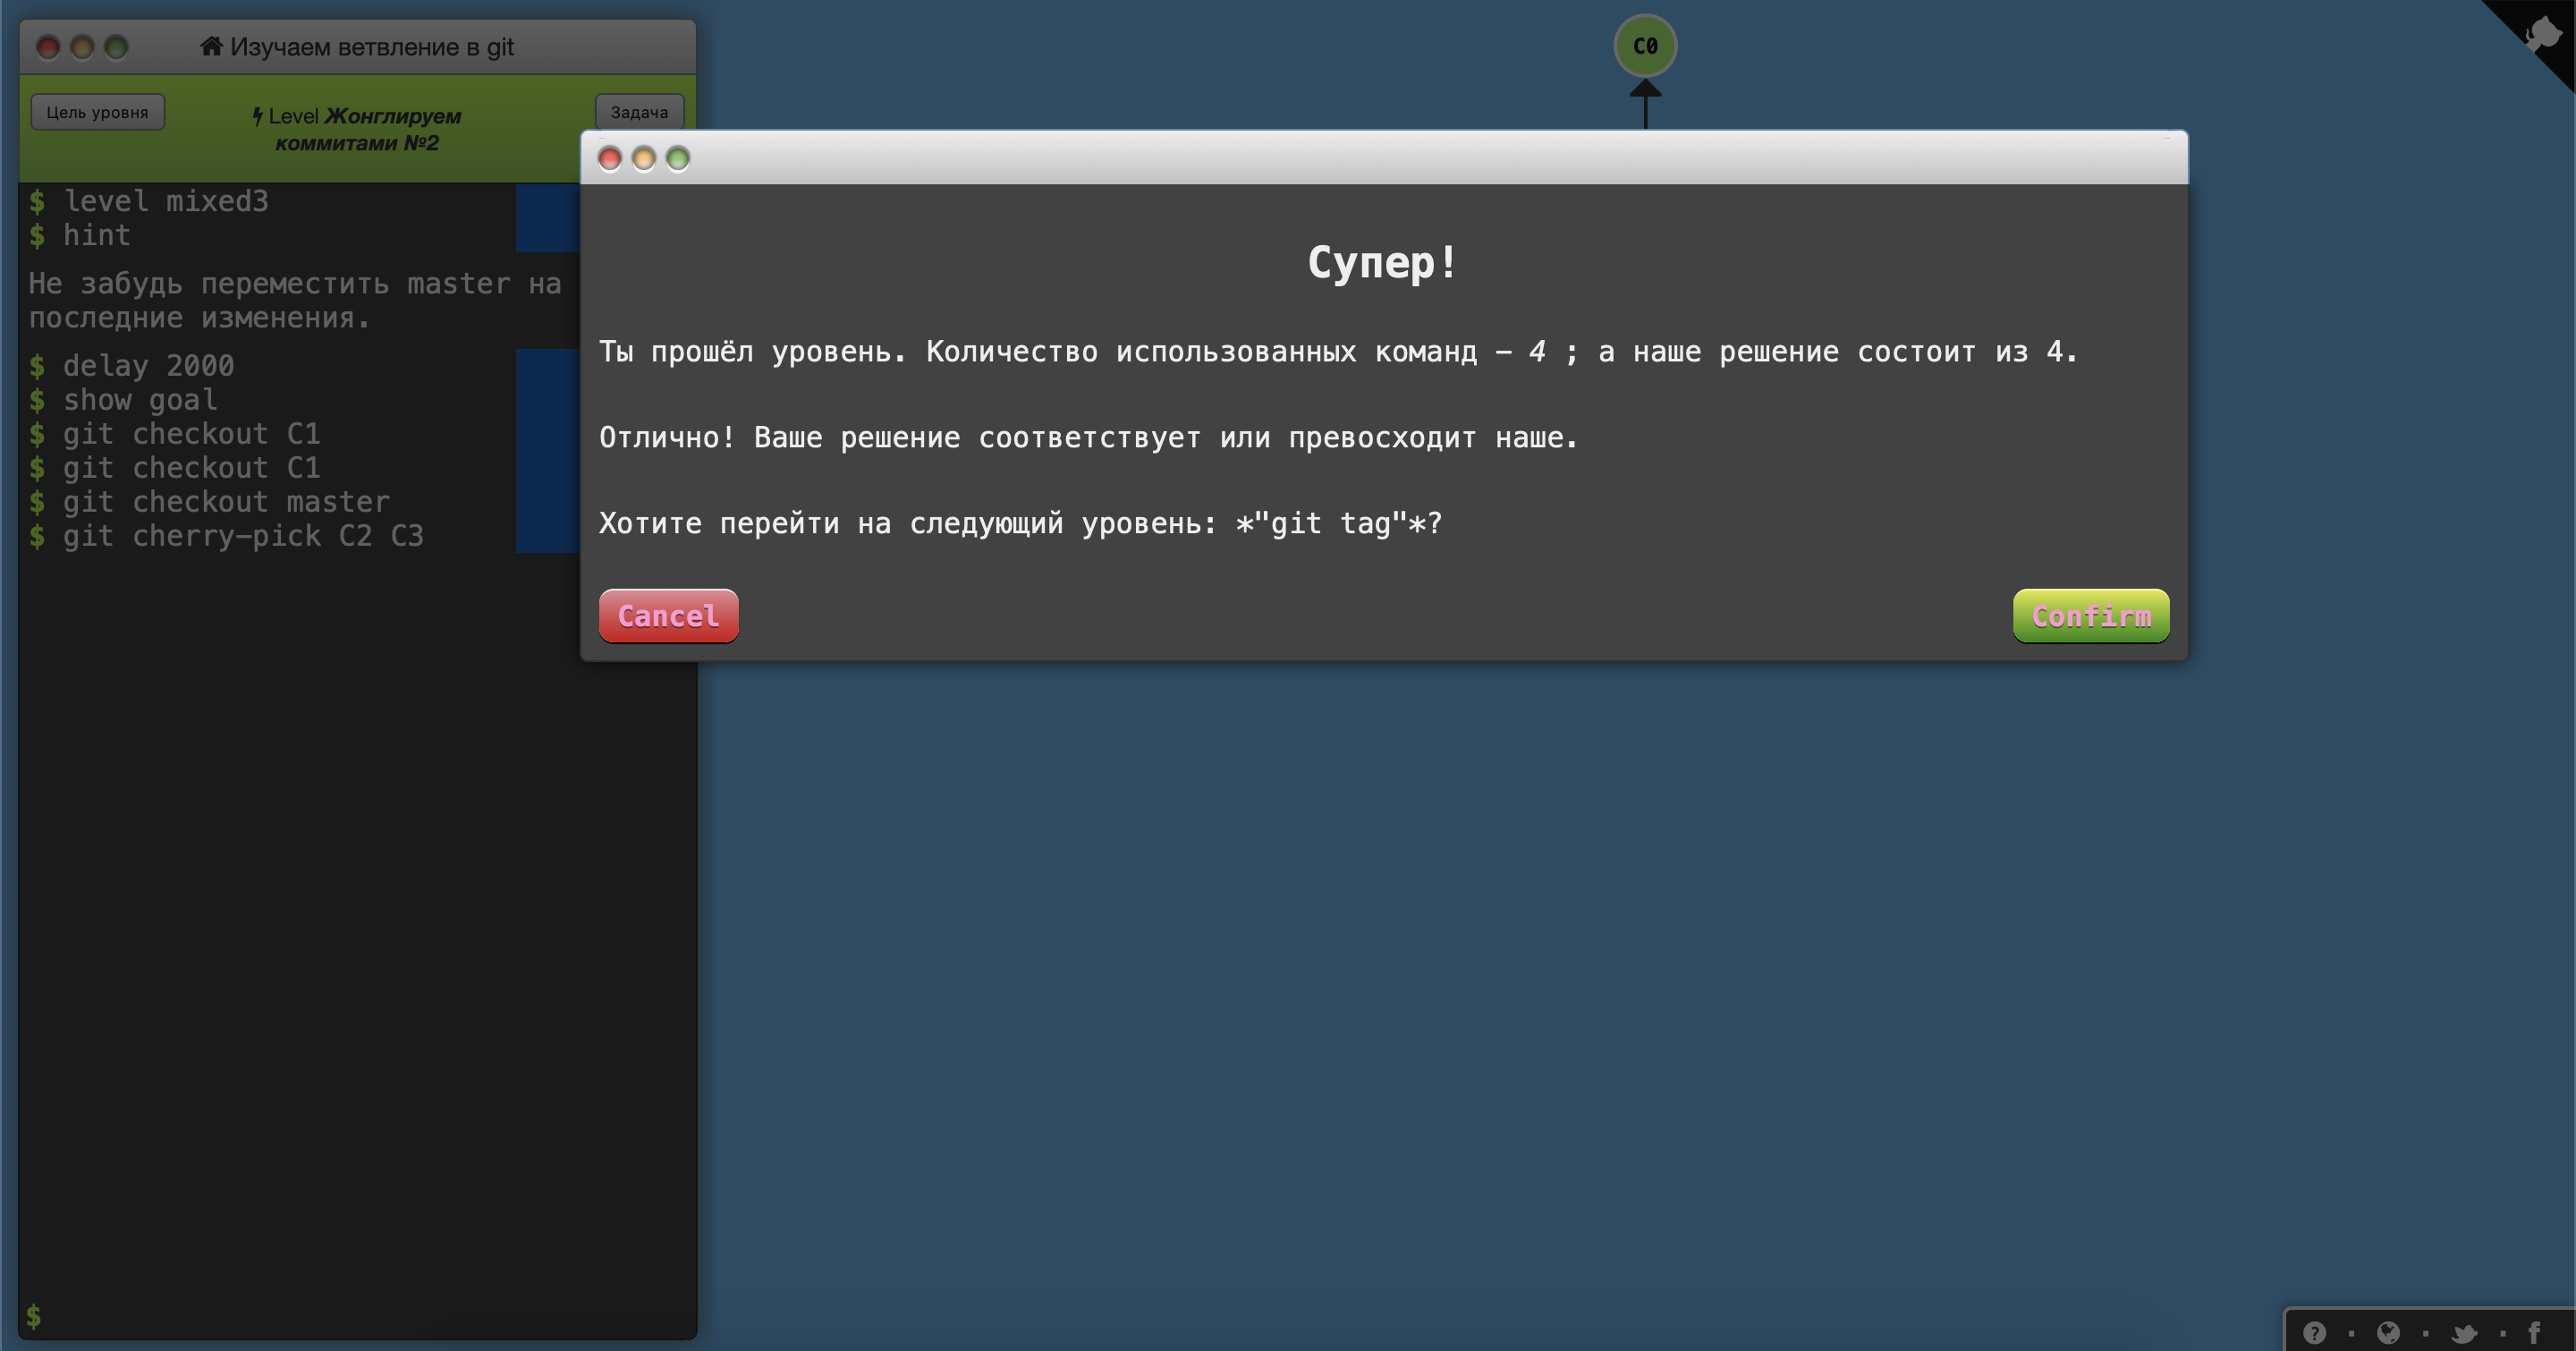 Изучаем ветвление в git
Цель уровня
Level Жонглируем
коммитами №2
Задача
$ level mixed3
$ hint
Не забудь переместить master на
последние изменения.
$ delay 2000
$ show goal
$ git checkout C1
$ git checkout C1
$ git checkout master
$ git cherry-pick C2 C3
$
C0
Супер!
Ты прошёл уровень. Количество использованных команд – 4 ; а наше решение состоит из 4.
Отлично! Ваше решение соответствует или превосходит наше.
Хотите перейти на следующий уровень: *"git tag"*?
Cancel
Confirm